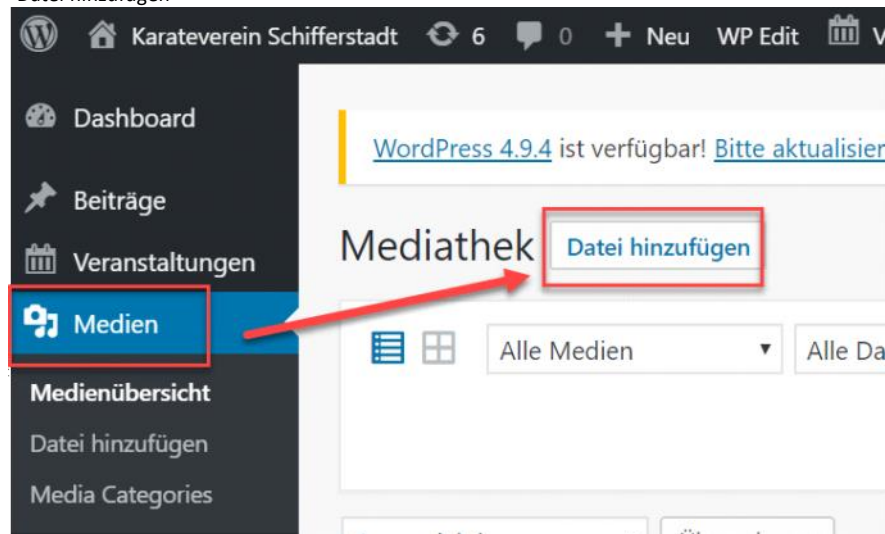 Datei hinzufügen
Karateverein Schifferstadt 6 0 + Neu WP Edit V
Dashboard
WordPress 4.9.4 ist verfügbar! Bitte aktualisier
Beiträge
Veranstaltungen
Mediathek Datei hinzufügen
Medien
Alle Medien Alle Da
Medienübersicht
Datei hinzufügen
Media Categories